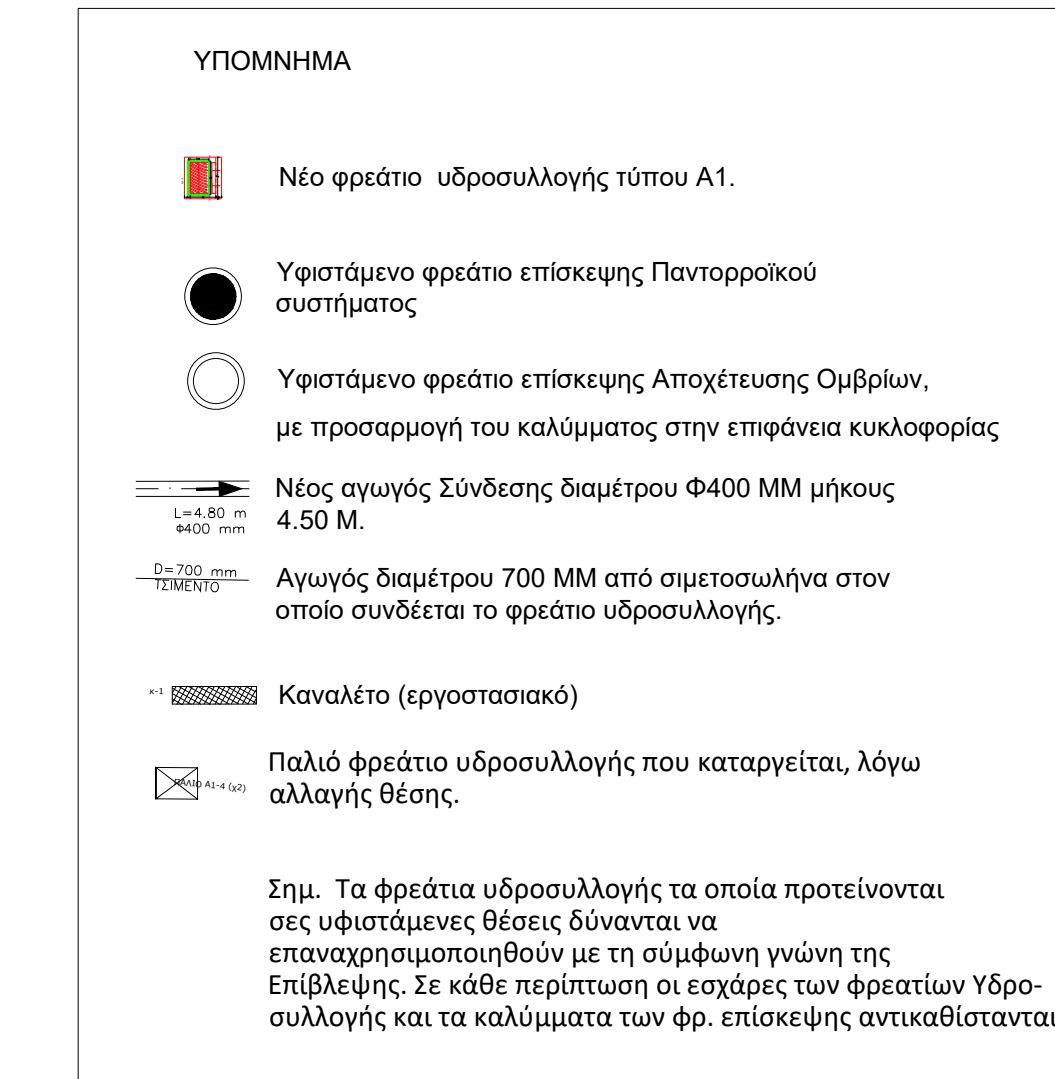 ΥΠΟΜΝΗΜΑ
Νέο φρεάτιο υδροσυλλογής τύπου Α1.
Υφιστάμενο φρεάτιο επίσκεψης Παντορροϊκού
συστήματος
Υφιστάμενο φρεάτιο επίσκεψης Αποχέτευσης Ομβρίων,
με προσαρμογή του καλύμματος στην επιφάνεια κυκλοφορίας
Νέος αγωγός Σύνδεσης διαμέτρου Φ400 ΜΜ μήκους
4.50 Μ.
L=4.80 m
Φ400 mm
D=700 mm
ΤΣΙΜΕΝΤΟ
Αγωγός διαμέτρου 700 ΜΜ από σιμετοσωλήνα στον
οποίο συνδέεται το φρεάτιο υδροσυλλογής.
κ-1
Καναλέτο (εργοστασιακό)
ΠΑΛΙΟ Α1-4 (χ2)
Παλιό φρεάτιο υδροσυλλογής που καταργείται, λόγω
αλλαγής θέσης.
Σημ. Τα φρεάτια υδροσυλλογής τα οποία προτείνονται
σες υφιστάμενες θέσεις δύνανται να
επαναχρησιμοποιηθούν με τη σύμφωνη γνώνη της
Επίβλεψης. Σε κάθε περίπτωση οι εσχάρες των φρεατίων Υδρο-
συλλογής και τα καλύμματα των φρ. επίσκεψης αντικαθίστανται